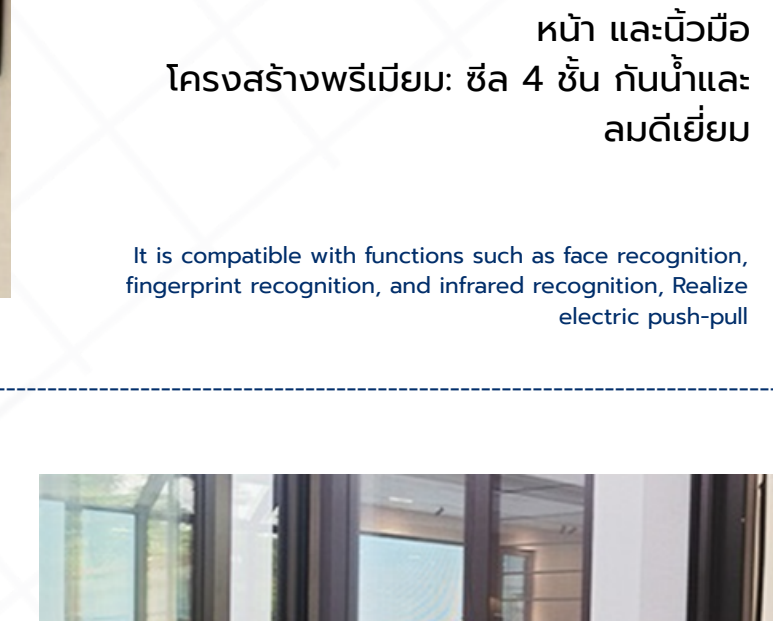 หน้า และนิ้วมือ
โครงสร้างพรีเมียม: ซีล 4 ชั้น กันน้ำและ
ลมดีเยี่ยม
It is compatible with functions such as face recognition,
fingerprint recognition, and infrared recognition, Realize
electric push-pull